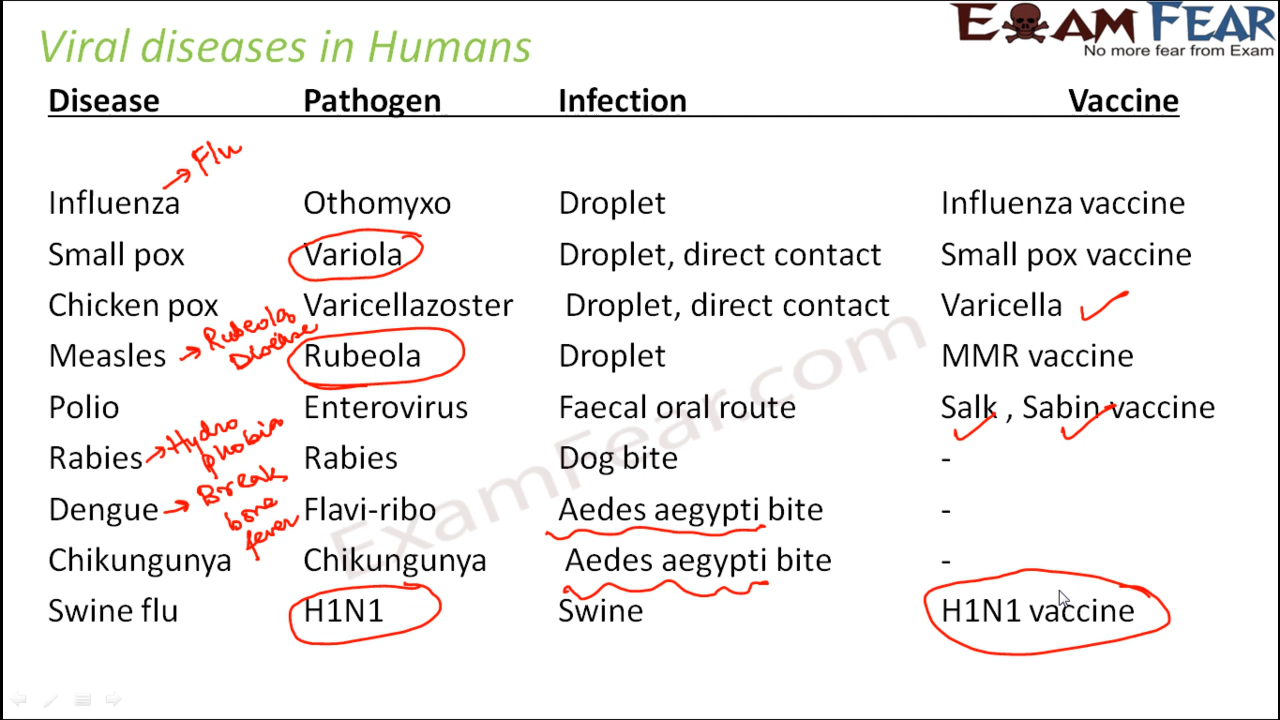 Viral diseases in Humans
EXAM FEAR
No more fear from Exam
Disease Pathogen Infection Vaccine
Flu
Influenza Othomyxo Droplet Influenza vaccine
Small pox Variola Droplet, direct contact Small pox vaccine
Chicken pox Varicellazoster Droplet, direct contact Varicella
Rubeola
Disease
Measles Rubeola Droplet MMR vaccine
Polio Enterovirus Faecal oral route Salk , Sabin vaccine
Hydro
phobia
Rabies Rabies Dog bite -
Break
bone
fever
Dengue Flavi-ribo Aedes aegypti bite -
Chikungunya Chikungunya Aedes aegypti bite -
Swine flu H1N1 Swine H1N1 vaccine
ExamFear.com